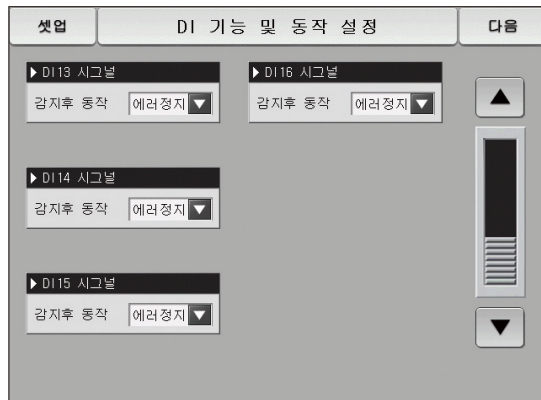 셋업
DI 기능 및 동작 설정
다음
▶ DI13 시그널
감지후 동작 에러정지 ▼
▶ DI14 시그널
감지후 동작 에러정지 ▼
▶ DI15 시그널
감지후 동작 에러정지 ▼
▶ DI16 시그널
감지후 동작 에러정지 ▼